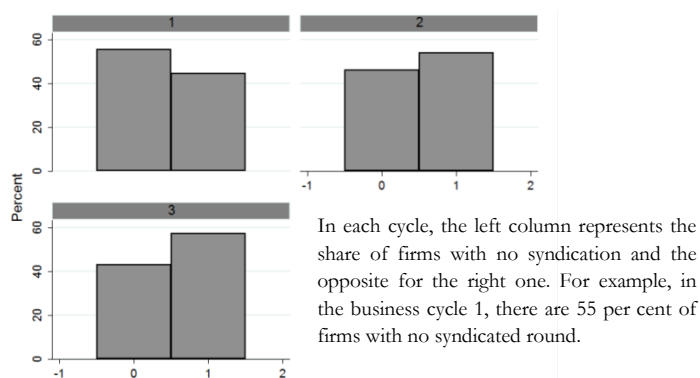 1
2
Percent
60
40
20
0
-1 0 1 2
3
60
40
20
0
-1 0 1 2
In each cycle, the left column represents the
share of firms with no syndication and the
opposite for the right one. For example, in
the business cycle 1, there are 55 per cent of
firms with no syndicated round.